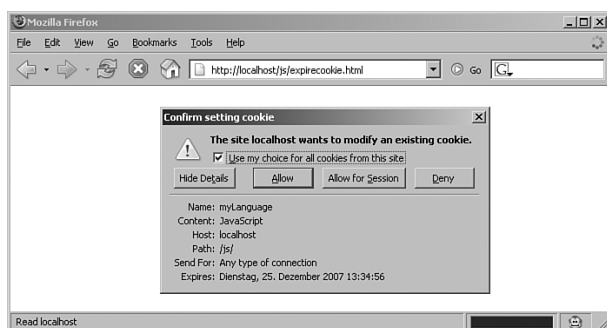 Mozilla Firefox
File Edit View Go Bookmarks Tools Help
http://localhost/js/expirecookie.html Go G
Confirm setting cookie
The site localhost wants to modify an existing cookie.
Use my choice for all cookies from this site
Hide Details Allow Allow for Session Deny
Name: myLanguage
Content: JavaScript
Host: localhost
Path: /js/
Send For: Any type of connection
Expires: Dienstag, 25. Dezember 2007 13:34:56
Read localhost